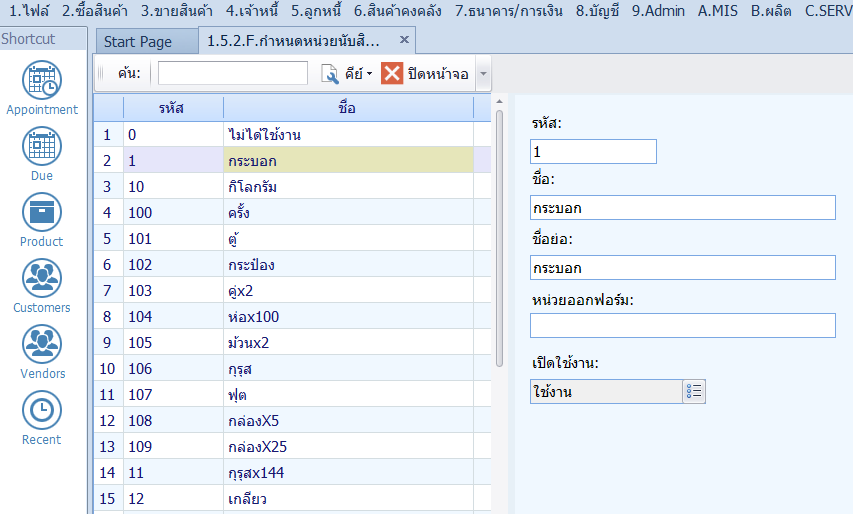 1.ไฟล์ 2.ซื้อสินค้า 3.ขายสินค้า 4.เจ้าหนี้ 5.ลูกหนี้ 6.สินค้าคงคลัง 7.ธนาคาร/การเงิน 8.บัญชี 9.Admin A.MIS B.ผลิต C.SERV
Shortcut
Start Page 1.5.2.F.กำหนดหน่วยนับสิ...
ค้น: คีย์ ปิดหน้าจอ
Appointment
Due
Product
Customers
Vendors
Recent
รหัส ชื่อ
1 0 ไม่ได้ใช้งาน
2 1 กระบอก
3 10 กิโลกรัม
4 100 ครั้ง
5 101 ตู้
6 102 กระป๋อง
7 103 คู่x2
8 104 ห่อx100
9 105 ม้วนx2
10 106 กุรุส
11 107 ฟุต
12 108 กล่องX5
13 109 กล่องX25
14 11 กุรุสx144
15 12 เกลียว
รหัส:
1
ชื่อ:
กระบอก
ชื่อย่อ:
กระบอก
หน่วยออกฟอร์ม:
เปิดใช้งาน:
ใช้งาน